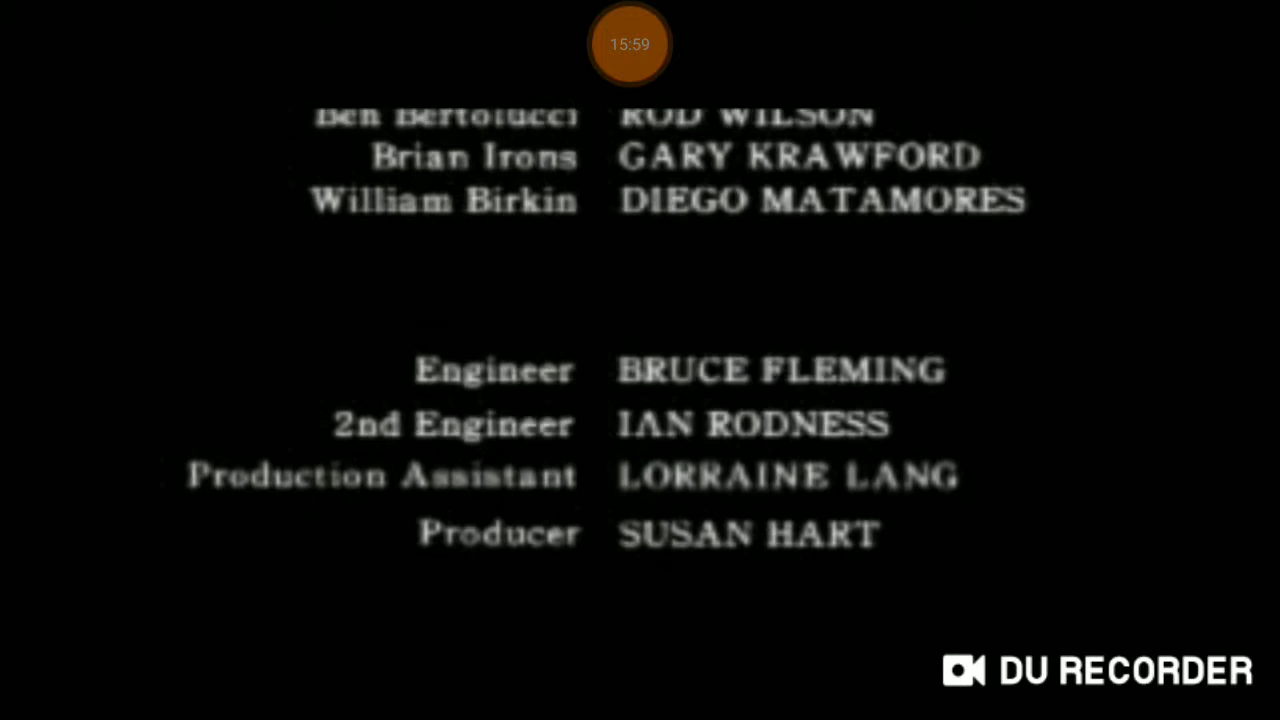 15:59
Ben Bertolucci ROD WILSON
Brian Irons GARY KRAWFORD
William Birkin DIEGO MATAMORES
Engineer BRUCE FLEMING
2nd Engineer IAN RODNESS
Production Assistant LORRAINE LANG
Producer SUSAN HART
DU RECORDER